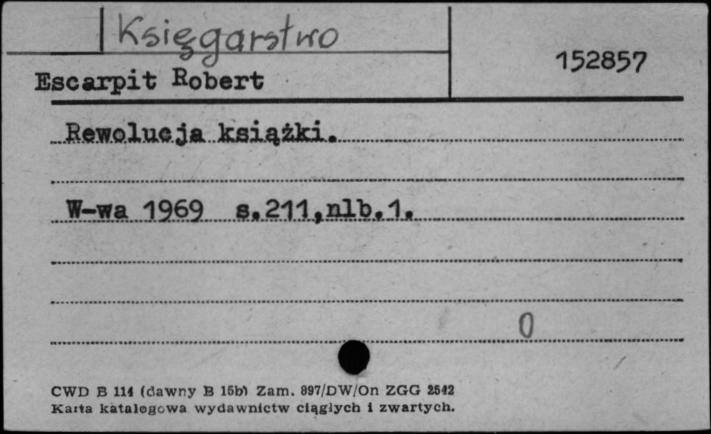 Księgarstwo
152857
Escarpit Robert
Rewolucja książki.
W-wa 1969 s.211,nlb.1.
0
CWD B 114 (dawny B 15b) Zam. 897/DW/On ZGG 2542
Karta katalogowa wydawnictw ciągłych i zwartych.